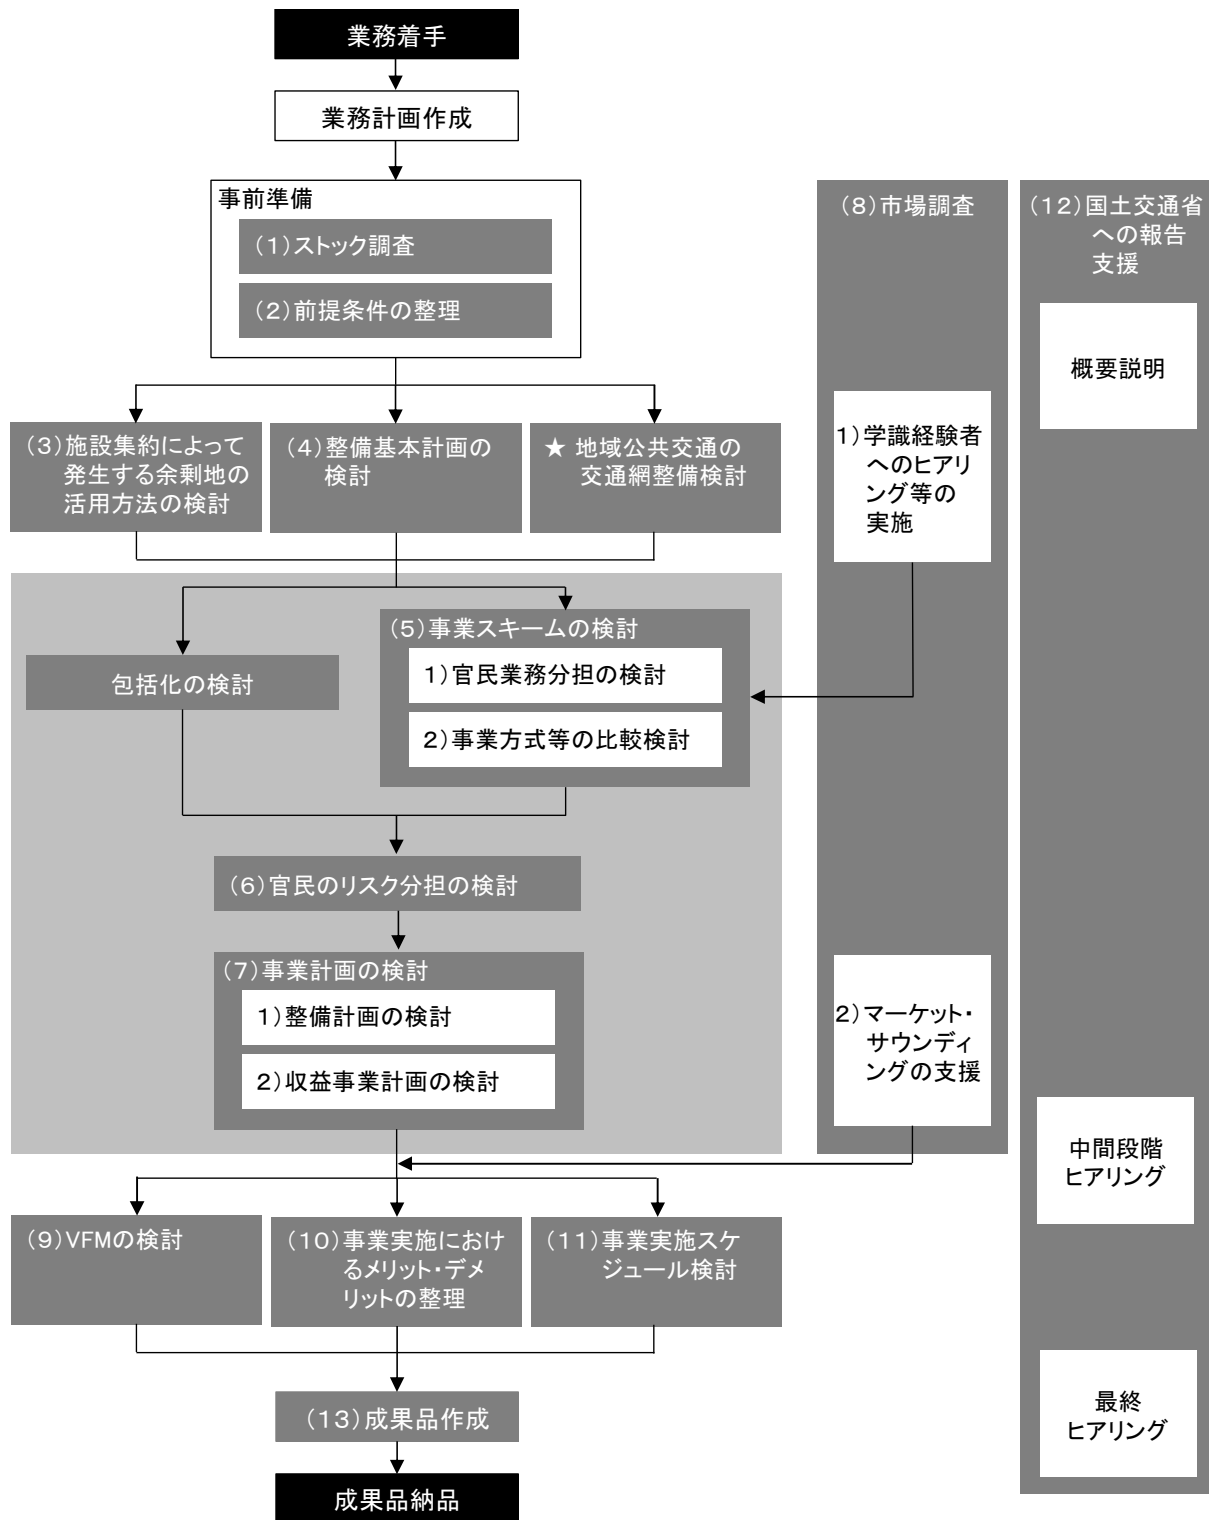 業務着手
業務計画作成
事前準備
(1)ストック調査
(2)前提条件の整理
(3)施設集約によって
発生する余剰地の
活用方法の検討
(4)整備基本計画の
検討
★ 地域公共交通の
交通網整備検討
包括化の検討
(5)事業スキームの検討
1)官民業務分担の検討
2)事業方式等の比較検討
(6)官民のリスク分担の検討
(7)事業計画の検討
1)整備計画の検討
2)収益事業計画の検討
(8)市場調査
1)学識経験者
へのヒアリ
ング等の
実施
2)マーケット・
サウンディ
ングの支援
(9)VFMの検討
(10)事業実施におけ
るメリット・デメ
リットの整理
(11)事業実施スケ
ジュール検討
(12)国土交通省
への報告
支援
概要説明
中間段階
ヒアリング
最終
ヒアリング
(13)成果品作成
成果品納品